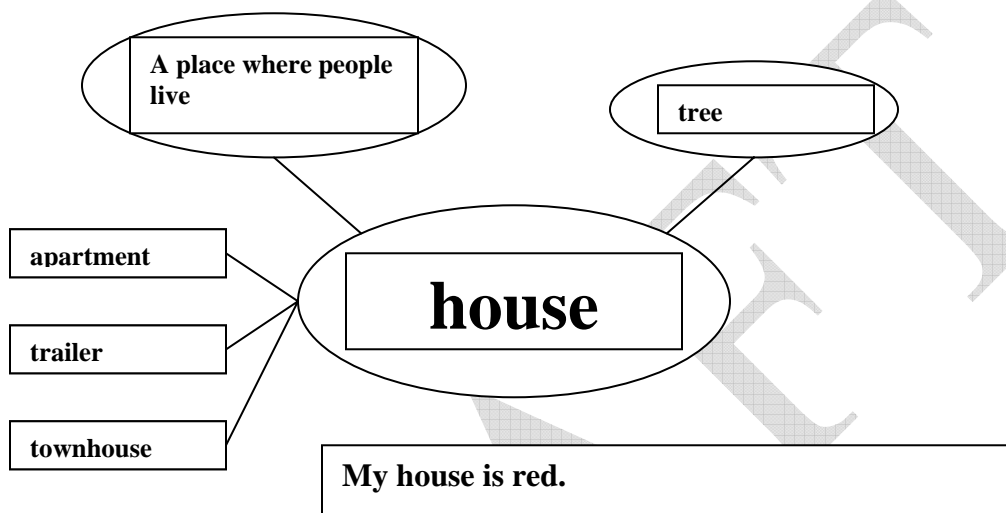 A place where people
live
tree
apartment
house
trailer
townhouse
My house is red.